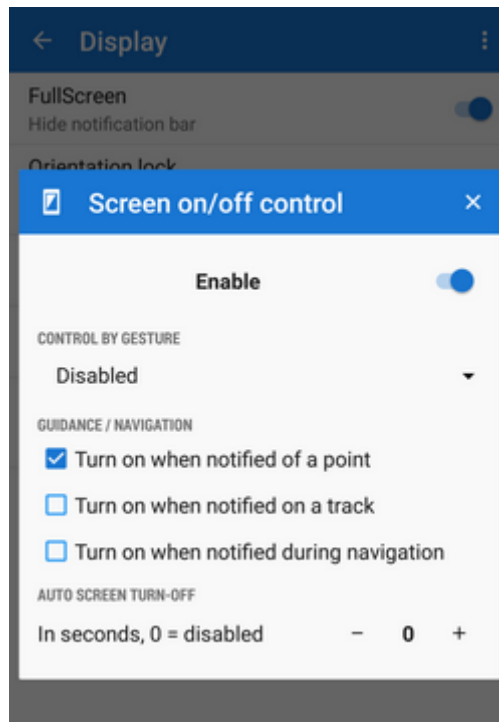 Display
FullScreen
Hide notification bar
Orientation lock
Screen on/off control
Enable
CONTROL BY GESTURE
Disabled
GUIDANCE / NAVIGATION
Turn on when notified of a point
Turn on when notified on a track
Turn on when notified during navigation
AUTO SCREEN TURN-OFF
In seconds, 0 = disabled - 0 +